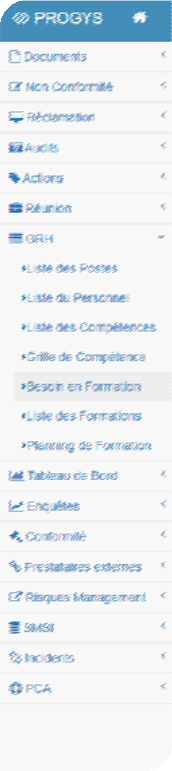 PROGYS
Documents
Non Conformité
Réclamation
Audits
Actions
Réunion
GRH
Liste des Postes
Liste du Personnel
Liste des Compétences
Grille de Compétence
Besoin en Formation
Liste des Formations
Planning de Formation
Tableau de Bord
Enquêtes
Conformité
Prestataires externes
Risques Management
SMSI
Incidents
PCA